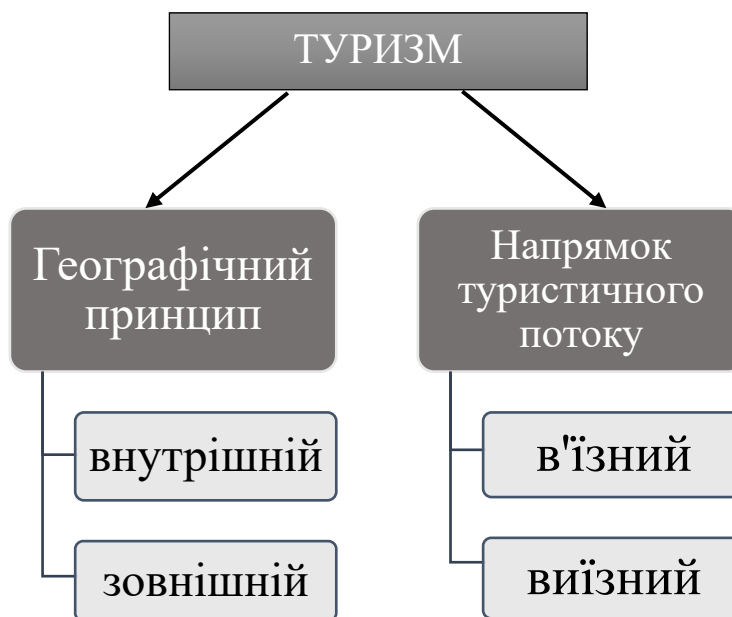 ТУРИЗМ
Географічний
принцип
внутрішній
зовнішній
Напрямок
туристичного
потоку
в'їзний
виїзний